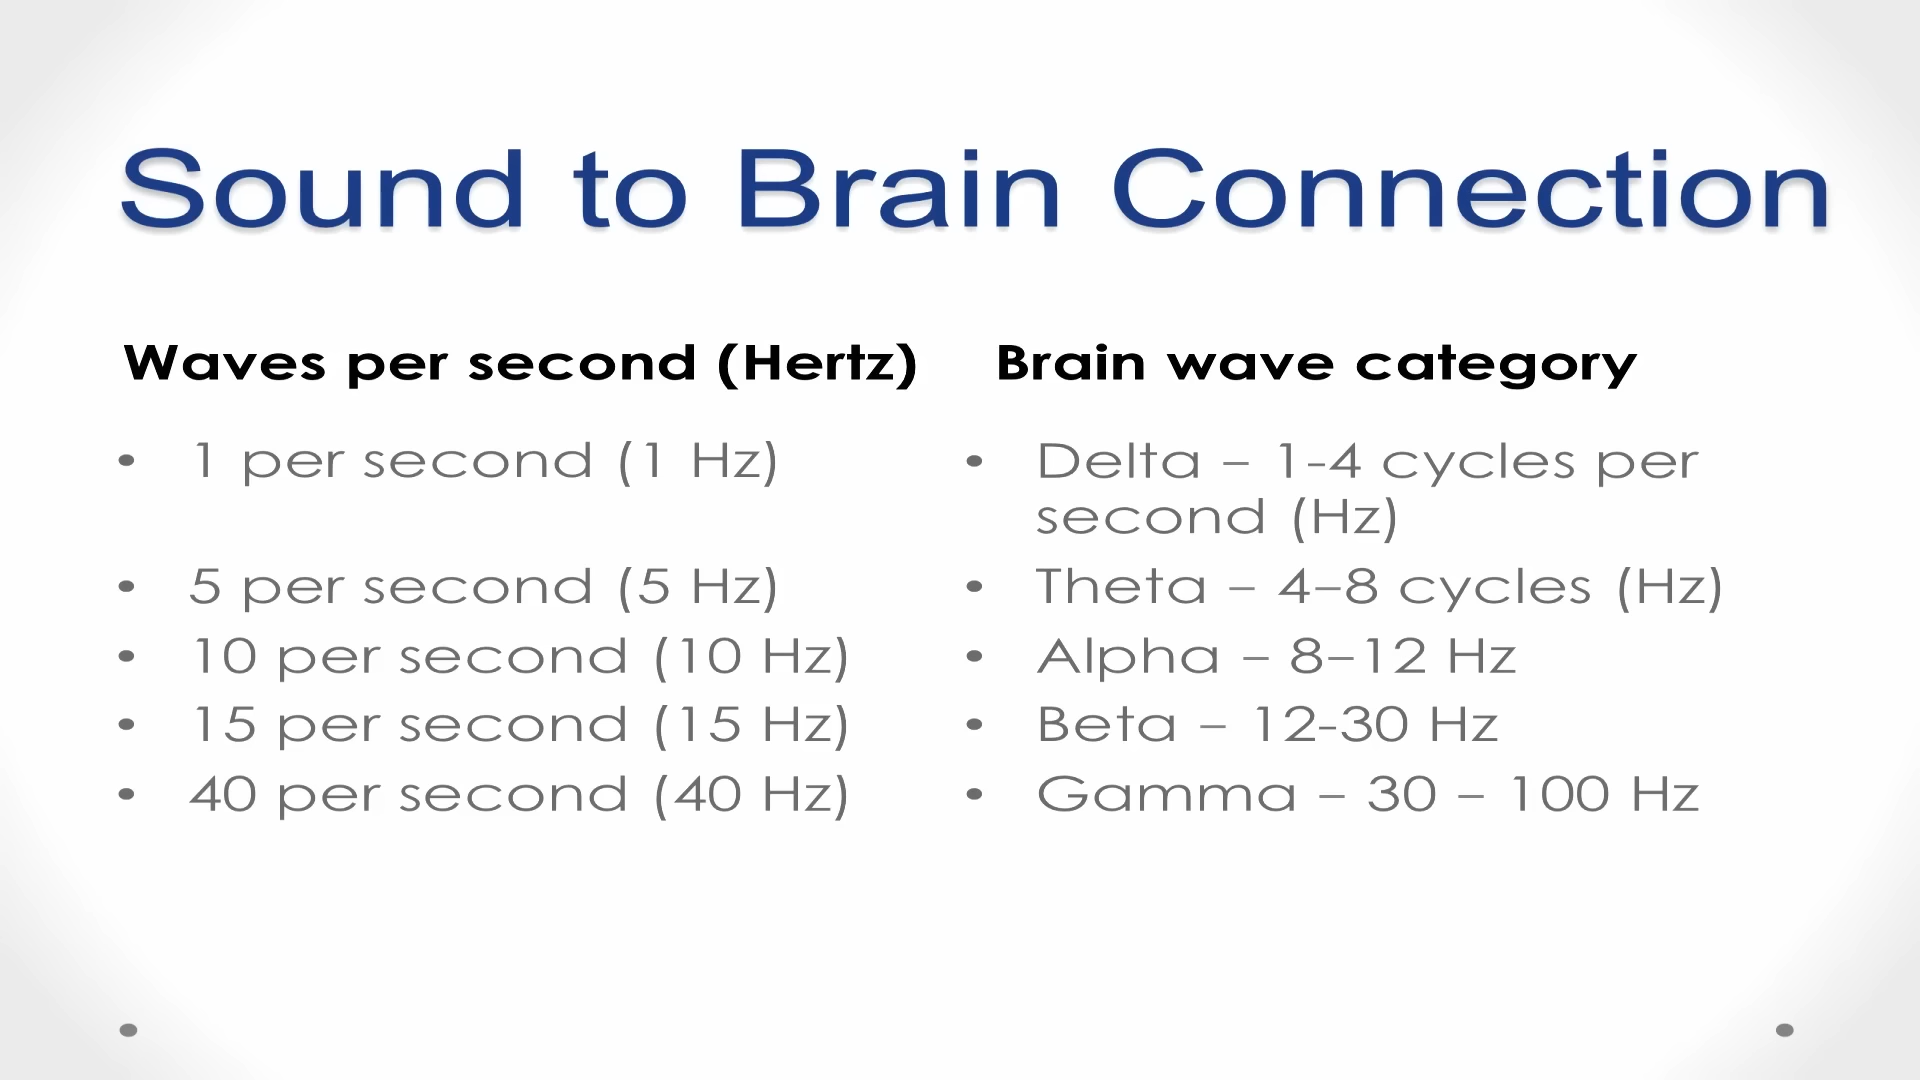 Sound to Brain Connection
Waves per second (Hertz)
• 1 per second (1 Hz)
• 5 per second (5 Hz)
• 10 per second (10 Hz)
• 15 per second (15 Hz)
• 40 per second (40 Hz)
Brain wave category
• Delta – 1-4 cycles per
second (Hz)
• Theta – 4–8 cycles (Hz)
• Alpha – 8–12 Hz
• Beta – 12-30 Hz
• Gamma – 30 – 100 Hz